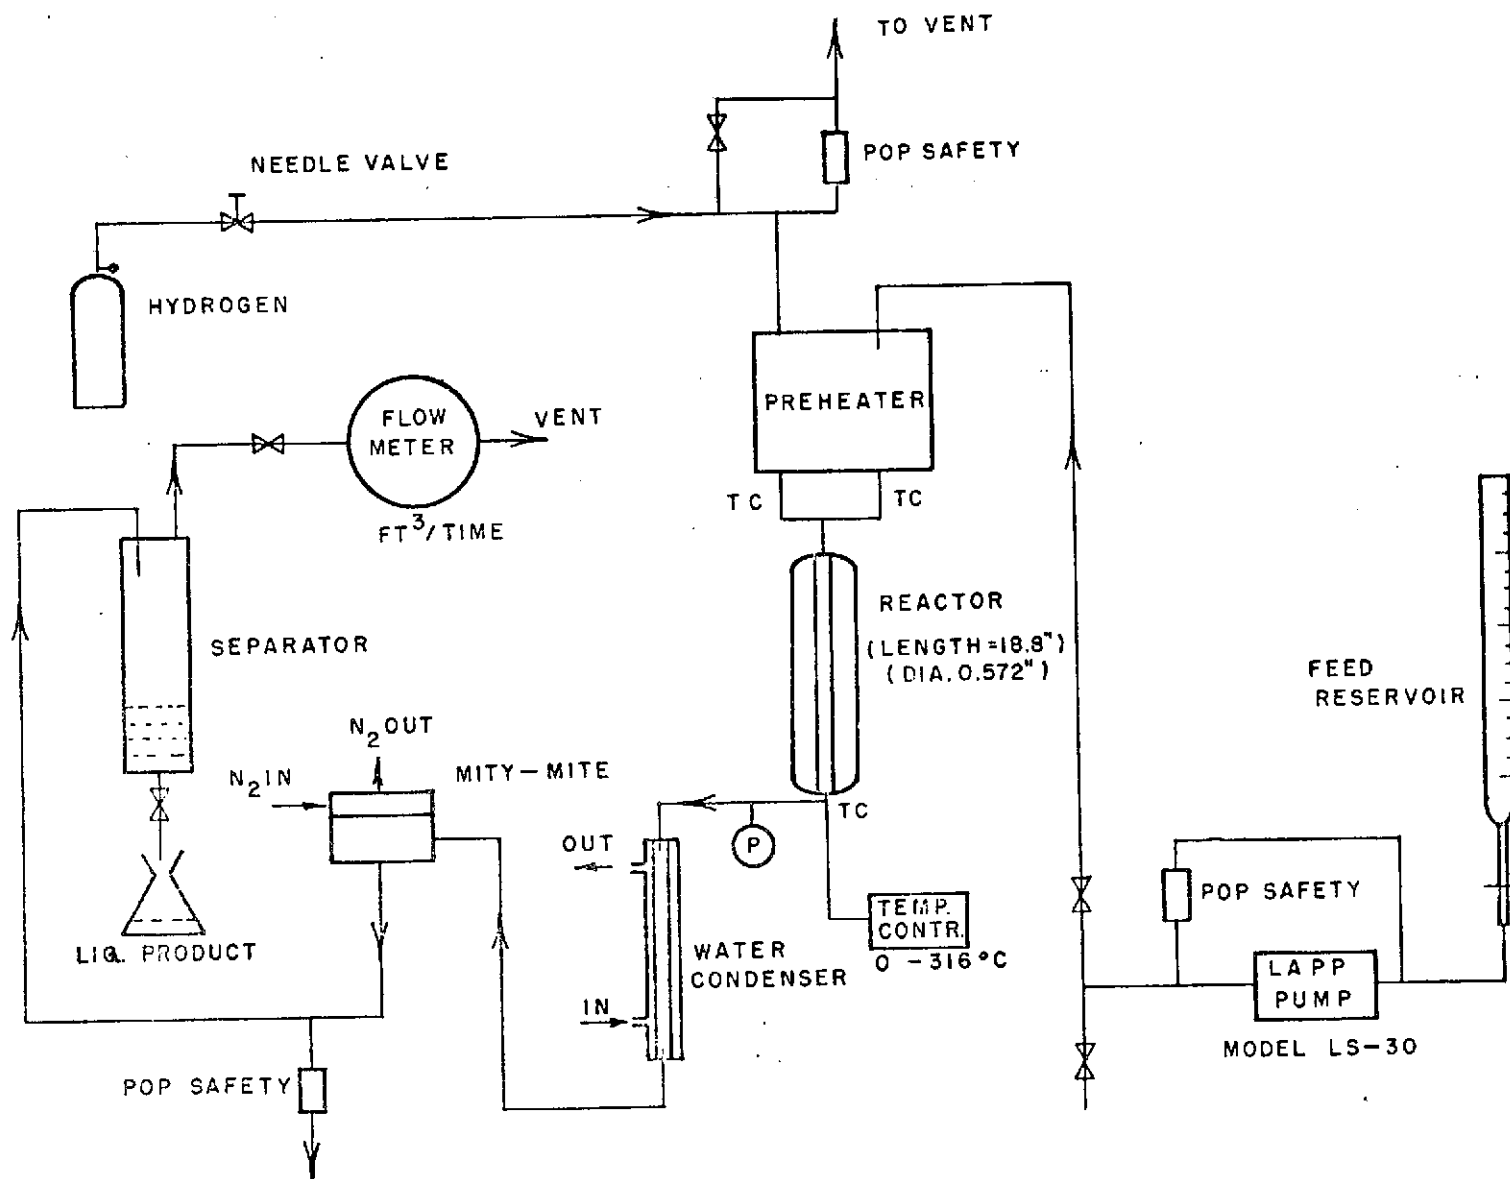 TO VENT
POP SAFETY
NEEDLE VALVE
HYDROGEN
PREHEATER
FLOW
METER
VENT
FT³/TIME
TC
TC
REACTOR
(LENGTH=18.8")
(DIA. 0.572")
SEPARATOR
FEED
RESERVOIR
N₂ OUT
N₂ IN
MITY-MITE
TC
P
OUT
POP SAFETY
TEMP.
CONTR.
0 -316°C
LIQ. PRODUCT
WATER
CONDENSER
IN
LAPP
PUMP
MODEL LS-30
POP SAFETY